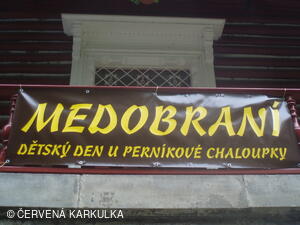 MEDOBRANÍ
DĚTSKÝ DEN U PERNÍKOVÉ CHALOUPKY
© ČERVENÁ KARKULKA